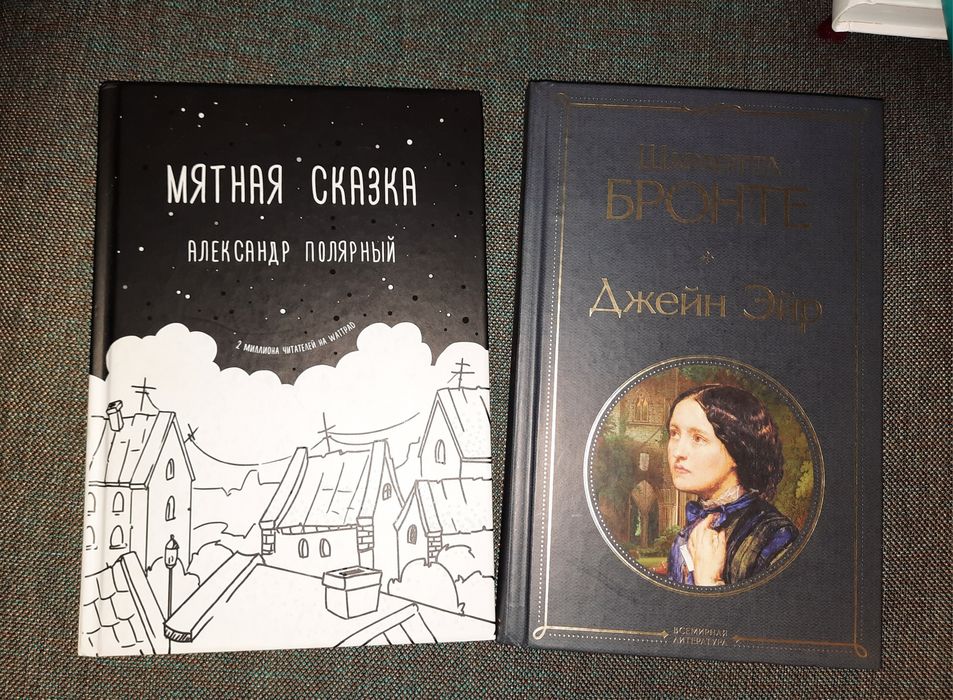 МЯТНАЯ СКАЗКА
АЛЕКСАНДР ПОЛЯРНЫЙ
2 МИЛЛИОНА ЧИТАТЕЛЕЙ НА WATTPAD
ШАРЛОТТА
БРОНТЕ
Джейн Эйр
ВСЕМИРНАЯ
ЛИТЕРАТУРА